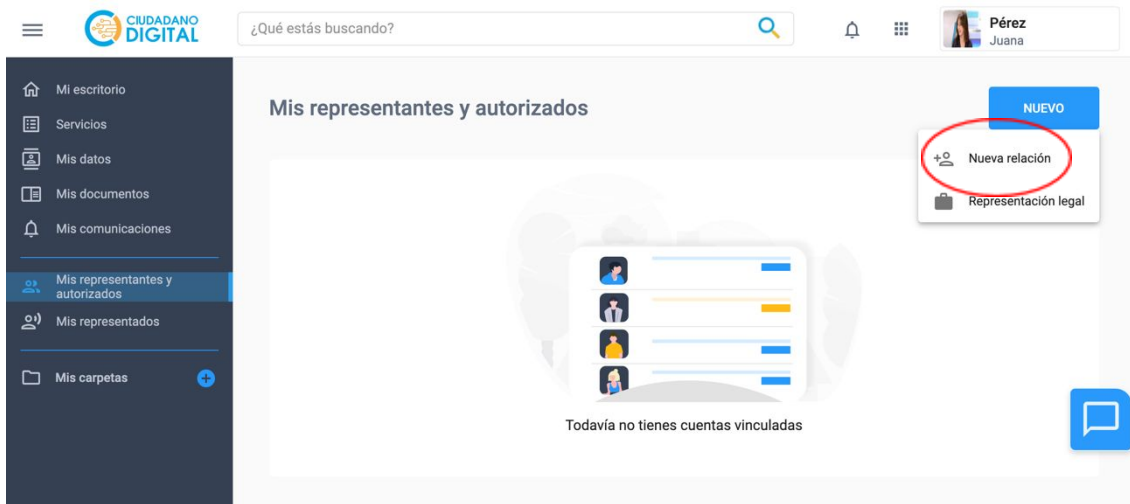 CIUDADANO
DIGITAL
¿Qué estás buscando?
Pérez
Juana
Mi escritorio
Servicios
Mis datos
Mis documentos
Mis comunicaciones
Mis representantes y
autorizados
Mis representados
Mis carpetas
Mis representantes y autorizados
NUEVO
Nueva relación
Representación legal
Todavía no tienes cuentas vinculadas